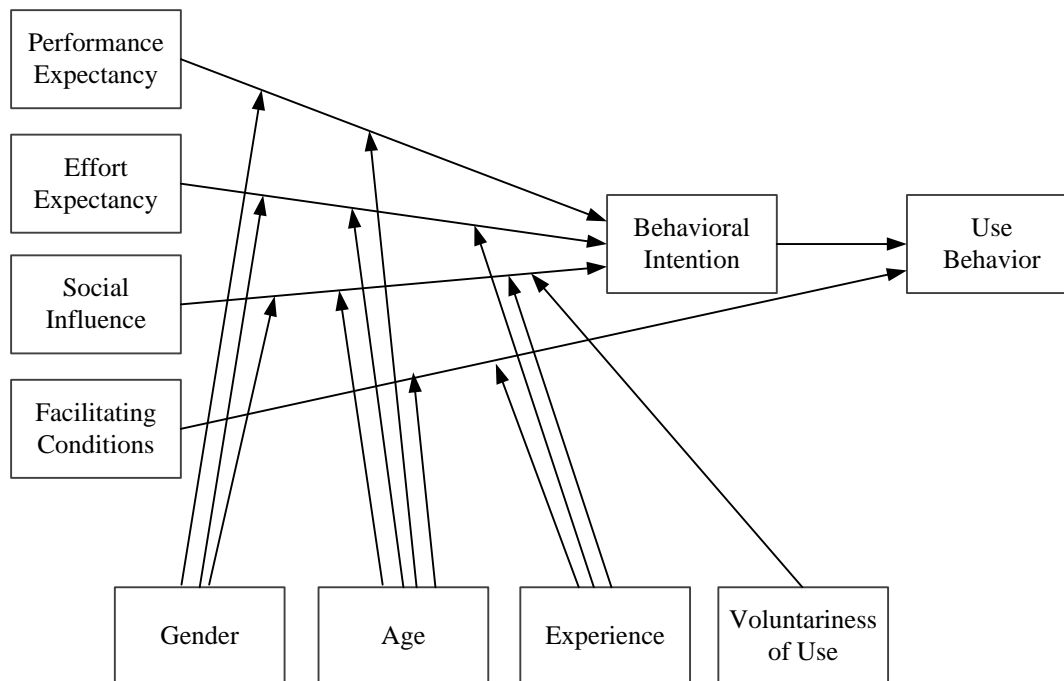 Performance
Expectancy
Effort
Expectancy
Social
Influence
Facilitating
Conditions
Behavioral
Intention
Use
Behavior
Gender
Age
Experience
Voluntariness
of Use